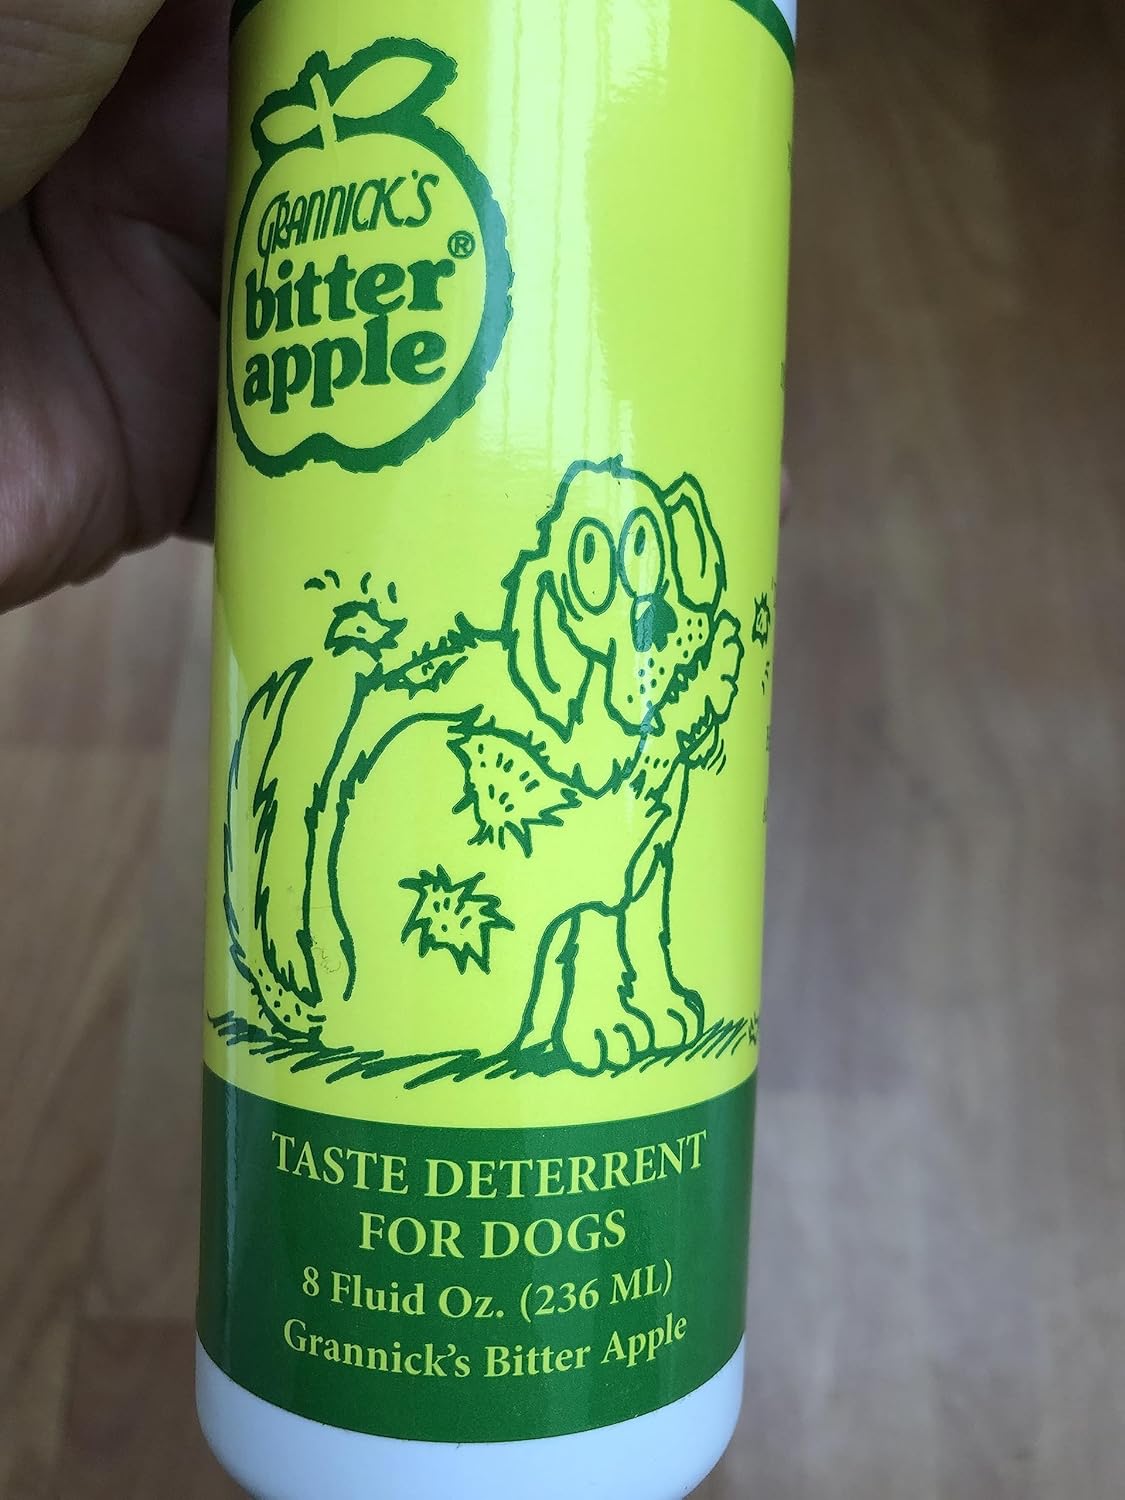 GRANNICK'S
bitter®
apple
TASTE DETERRENT
FOR DOGS
8 Fluid Oz. (236 ML)
Grannick's Bitter Apple